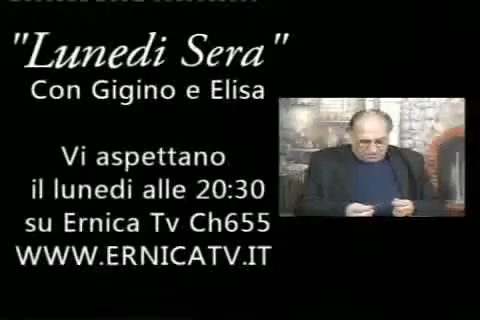 "Lunedi Sera"
Con Gigino e Elisa
Vi aspettano
il lunedi alle 20:30
su Ernica Tv Ch655
WWW.ERNICATV.IT